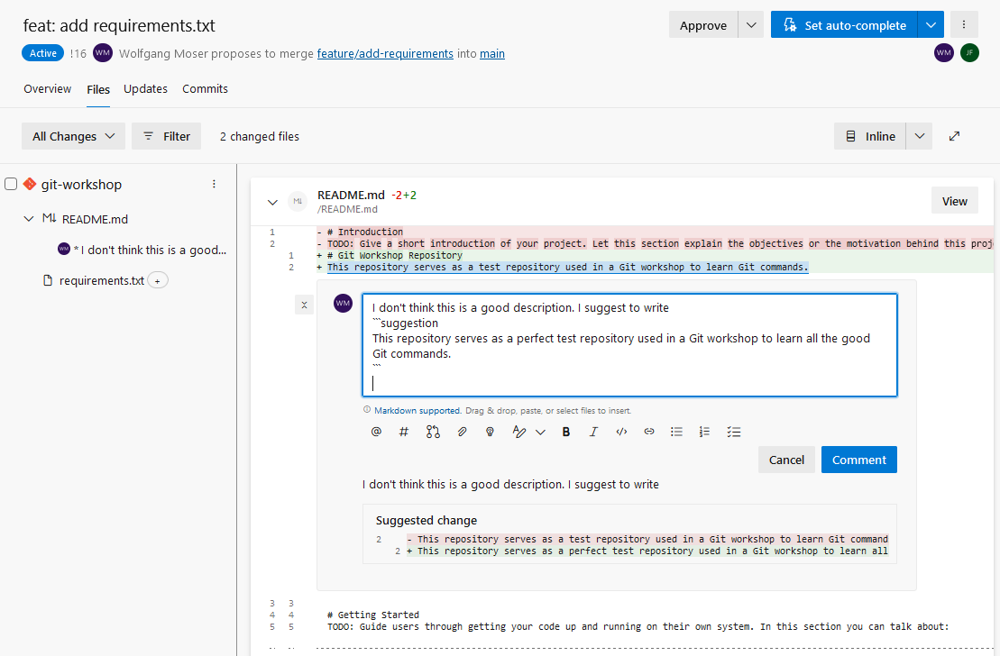 feat: add requirements.txt
Approve
Set auto-complete
Active !16 WM Wolfgang Moser proposes to merge feature/add-requirements into main
WM JF
Overview Files Updates Commits
All Changes Filter 2 changed files
Inline
git-workshop
README.md
WM * I don't think this is a good...
requirements.txt +
M↓ README.md -2+2
/README.md
View
1 - # Introduction
2 - TODO: Give a short introduction of your project. Let this section explain the objectives or the motivation behind this proj
1 + # Git Workshop Repository
2 + This repository serves as a test repository used in a Git workshop to learn Git commands.
WM
I don't think this is a good description. I suggest to write
```suggestion
This repository serves as a perfect test repository used in a Git workshop to learn all the good
Git commands.
```
Markdown supported. Drag & drop, paste, or select files to insert.
Cancel Comment
I don't think this is a good description. I suggest to write
Suggested change
2 - This repository serves as a test repository used in a Git workshop to learn Git command
2 + This repository serves as a perfect test repository used in a Git workshop to learn all
3 3
4 4 # Getting Started
5 5 TODO: Guide users through getting your code up and running on their own system. In this section you can talk about: